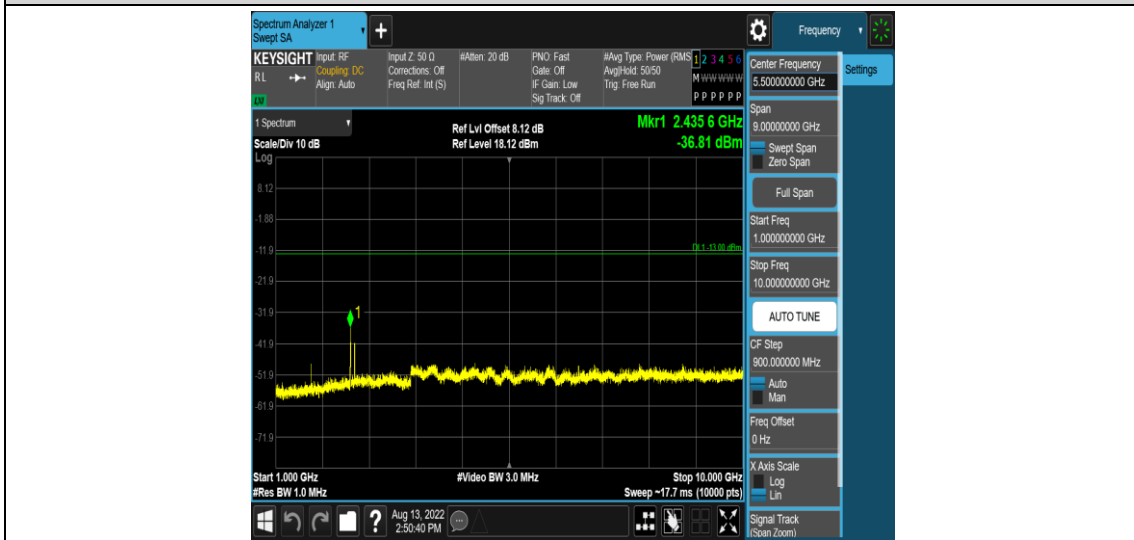 Spectrum Analyzer 1
Swept SA
Frequency
KEYSIGHT
RL
LXI
Input: RF
Coupling: DC
Align: Auto
Input Z: 50 Ω
Corrections: Off
Freq Ref: Int (S)
#Atten: 20 dB
PNO: Fast
Gate: Off
IF Gain: Low
Sig Track: Off
#Avg Type: Power (RMS
Avg|Hold: 50/50
Trig: Free Run
1 2 3 4 5 6
M W W W W W
P P P P P P
1 Spectrum
Scale/Div 10 dB
Log
Ref Lvl Offset 8.12 dB
Ref Level 18.12 dBm
Mkr1 2.435 6 GHz
-36.81 dBm
8.12
-1.88
-11.9
-21.9
-31.9
-41.9
-51.9
-61.9
-71.9
DL1 -13.00 dBm
1
Start 1.000 GHz
#Res BW 1.0 MHz
#Video BW 3.0 MHz
Stop 10.000 GHz
Sweep ~17.7 ms (10000 pts)
Center Frequency
5.500000000 GHz
Settings
Span
9.00000000 GHz
Swept Span
Zero Span
Full Span
Start Freq
1.000000000 GHz
Stop Freq
10.000000000 GHz
AUTO TUNE
CF Step
900.000000 MHz
Auto
Man
Freq Offset
0 Hz
X Axis Scale
Log
Lin
Signal Track
(Span Zoom)
?
Aug 13, 2022
2:50:40 PM